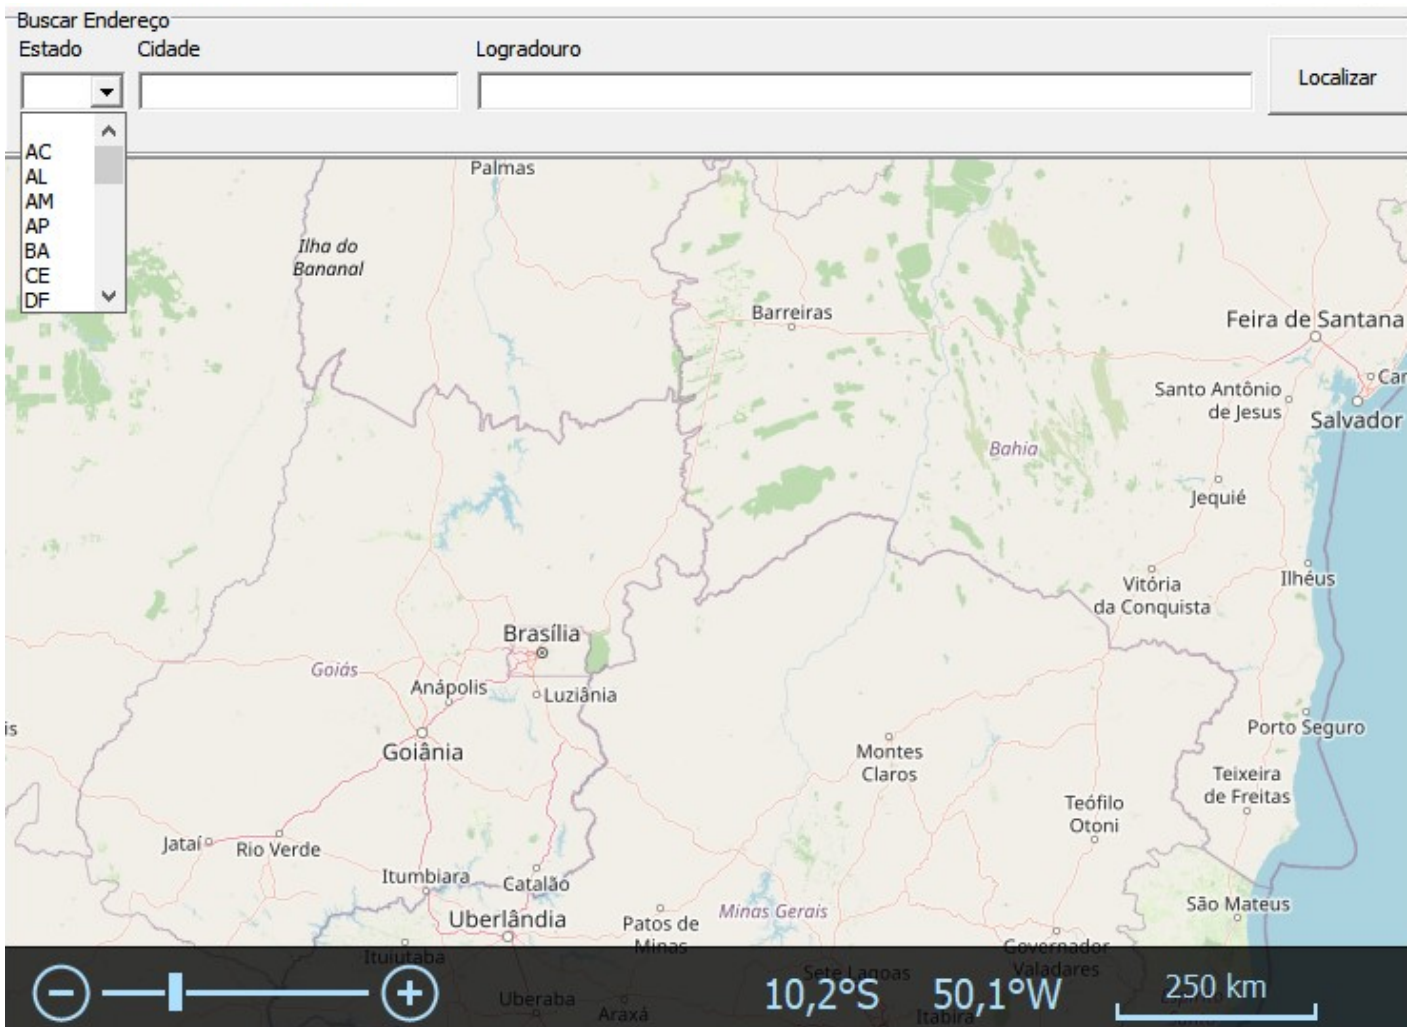 Buscar Endereço
Estado
Cidade
Logradouro
Localizar
AC
AL
AM
AP
BA
CE
DF
Palmas
Ilha do
Bananal
Barreiras
Feira de Santana
Santo Antônio
de Jesus
Salvador
Bahia
Jequié
Vitória
da Conquista
Ilhéus
Brasília
Goiás
Anápolis
Luziânia
Goiânia
Montes
Claros
Porto Seguro
Teixeira
de Freitas
Teófilo
Otoni
Jataí
Rio Verde
Itumbiara
Catalão
Uberlândia
Patos de
Minas
Minas Gerais
São Mateus
Governador
Valadares
Ituiutaba
Sete Lagoas
Uberaba
Araxá
Itabira
10,2°S
50,1°W
250 km